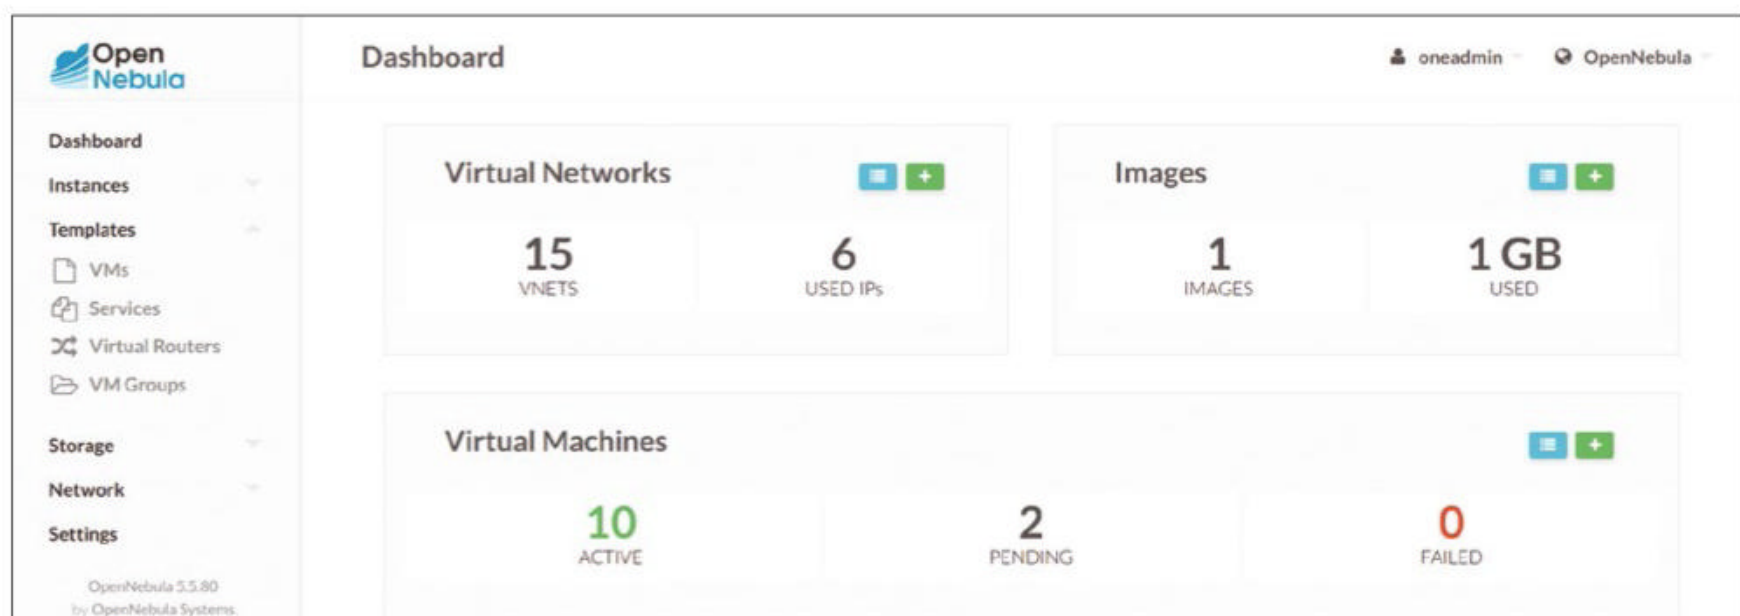 Open
Nebula
Dashboard
oneadmin
OpenNebula
Dashboard
Instances
Templates
VMs
Services
Virtual Routers
VM Groups
Storage
Network
Settings
OpenNebula 5.5.80
by OpenNebula Systems.
Virtual Networks
15
VNETS
6
USED IPs
Images
1
IMAGES
1 GB
USED
Virtual Machines
10
ACTIVE
2
PENDING
0
FAILED